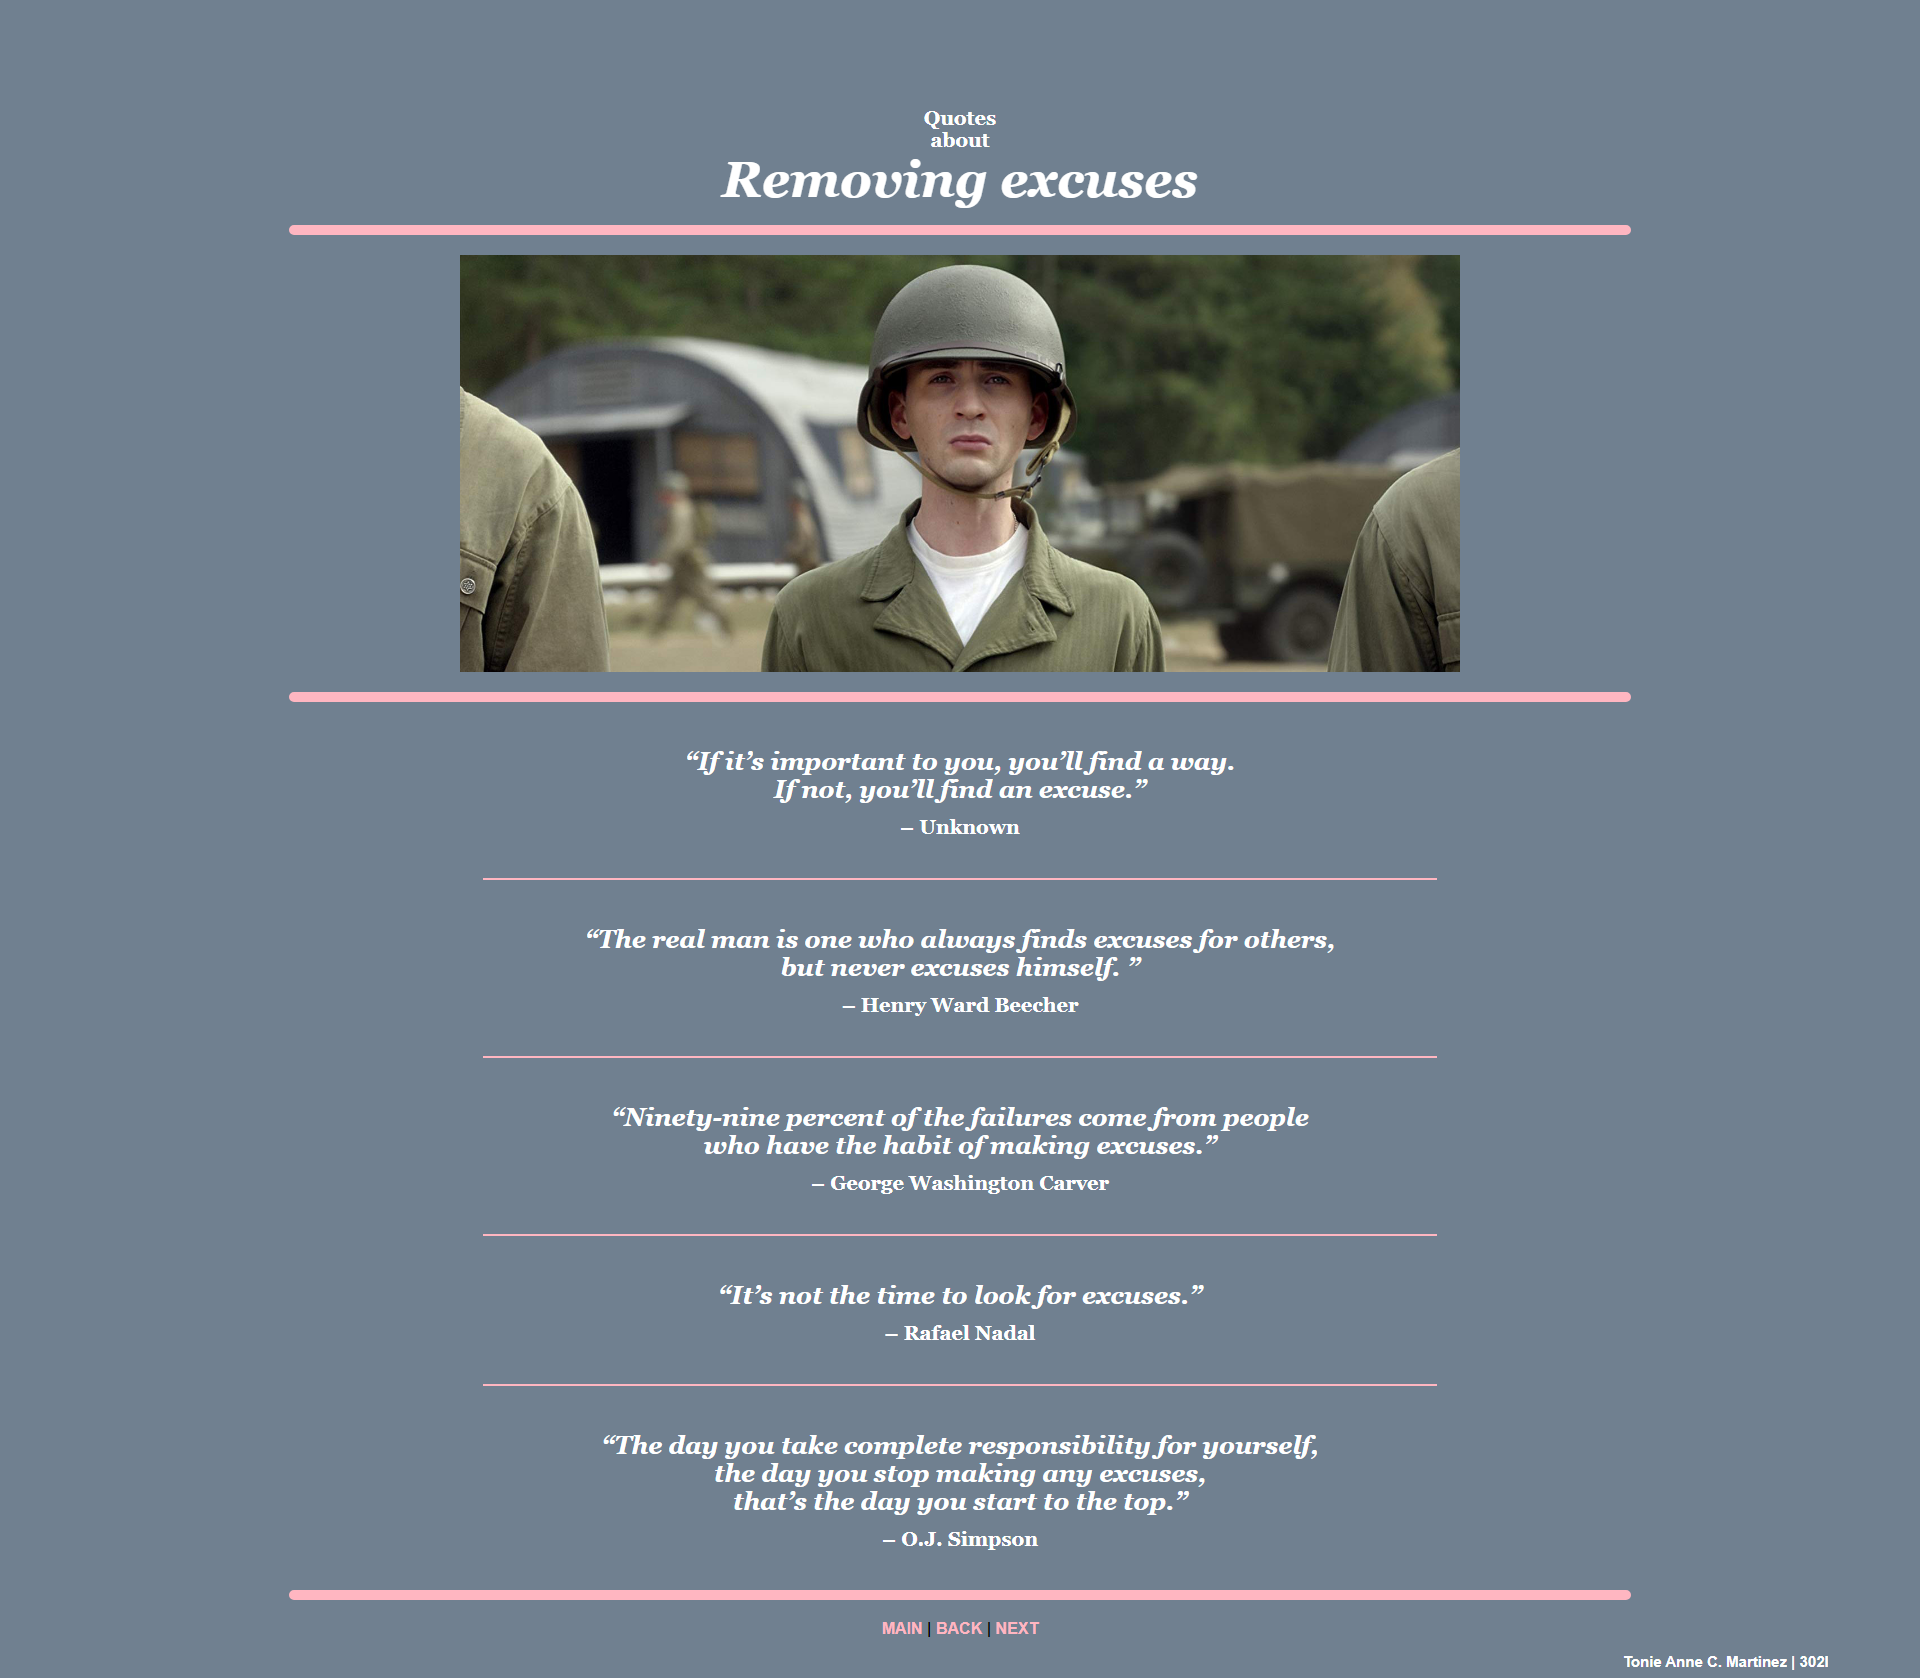 Quotes
about
Removing excuses
“If it’s important to you, you’ll find a way.
If not, you’ll find an excuse.”
– Unknown
“The real man is one who always finds excuses for others,
but never excuses himself. ”
– Henry Ward Beecher
“Ninety-nine percent of the failures come from people
who have the habit of making excuses.”
– George Washington Carver
“It’s not the time to look for excuses.”
– Rafael Nadal
“The day you take complete responsibility for yourself,
the day you stop making any excuses,
that’s the day you start to the top.”
– O.J. Simpson
MAIN | BACK | NEXT
Tonie Anne C. Martinez | 302I